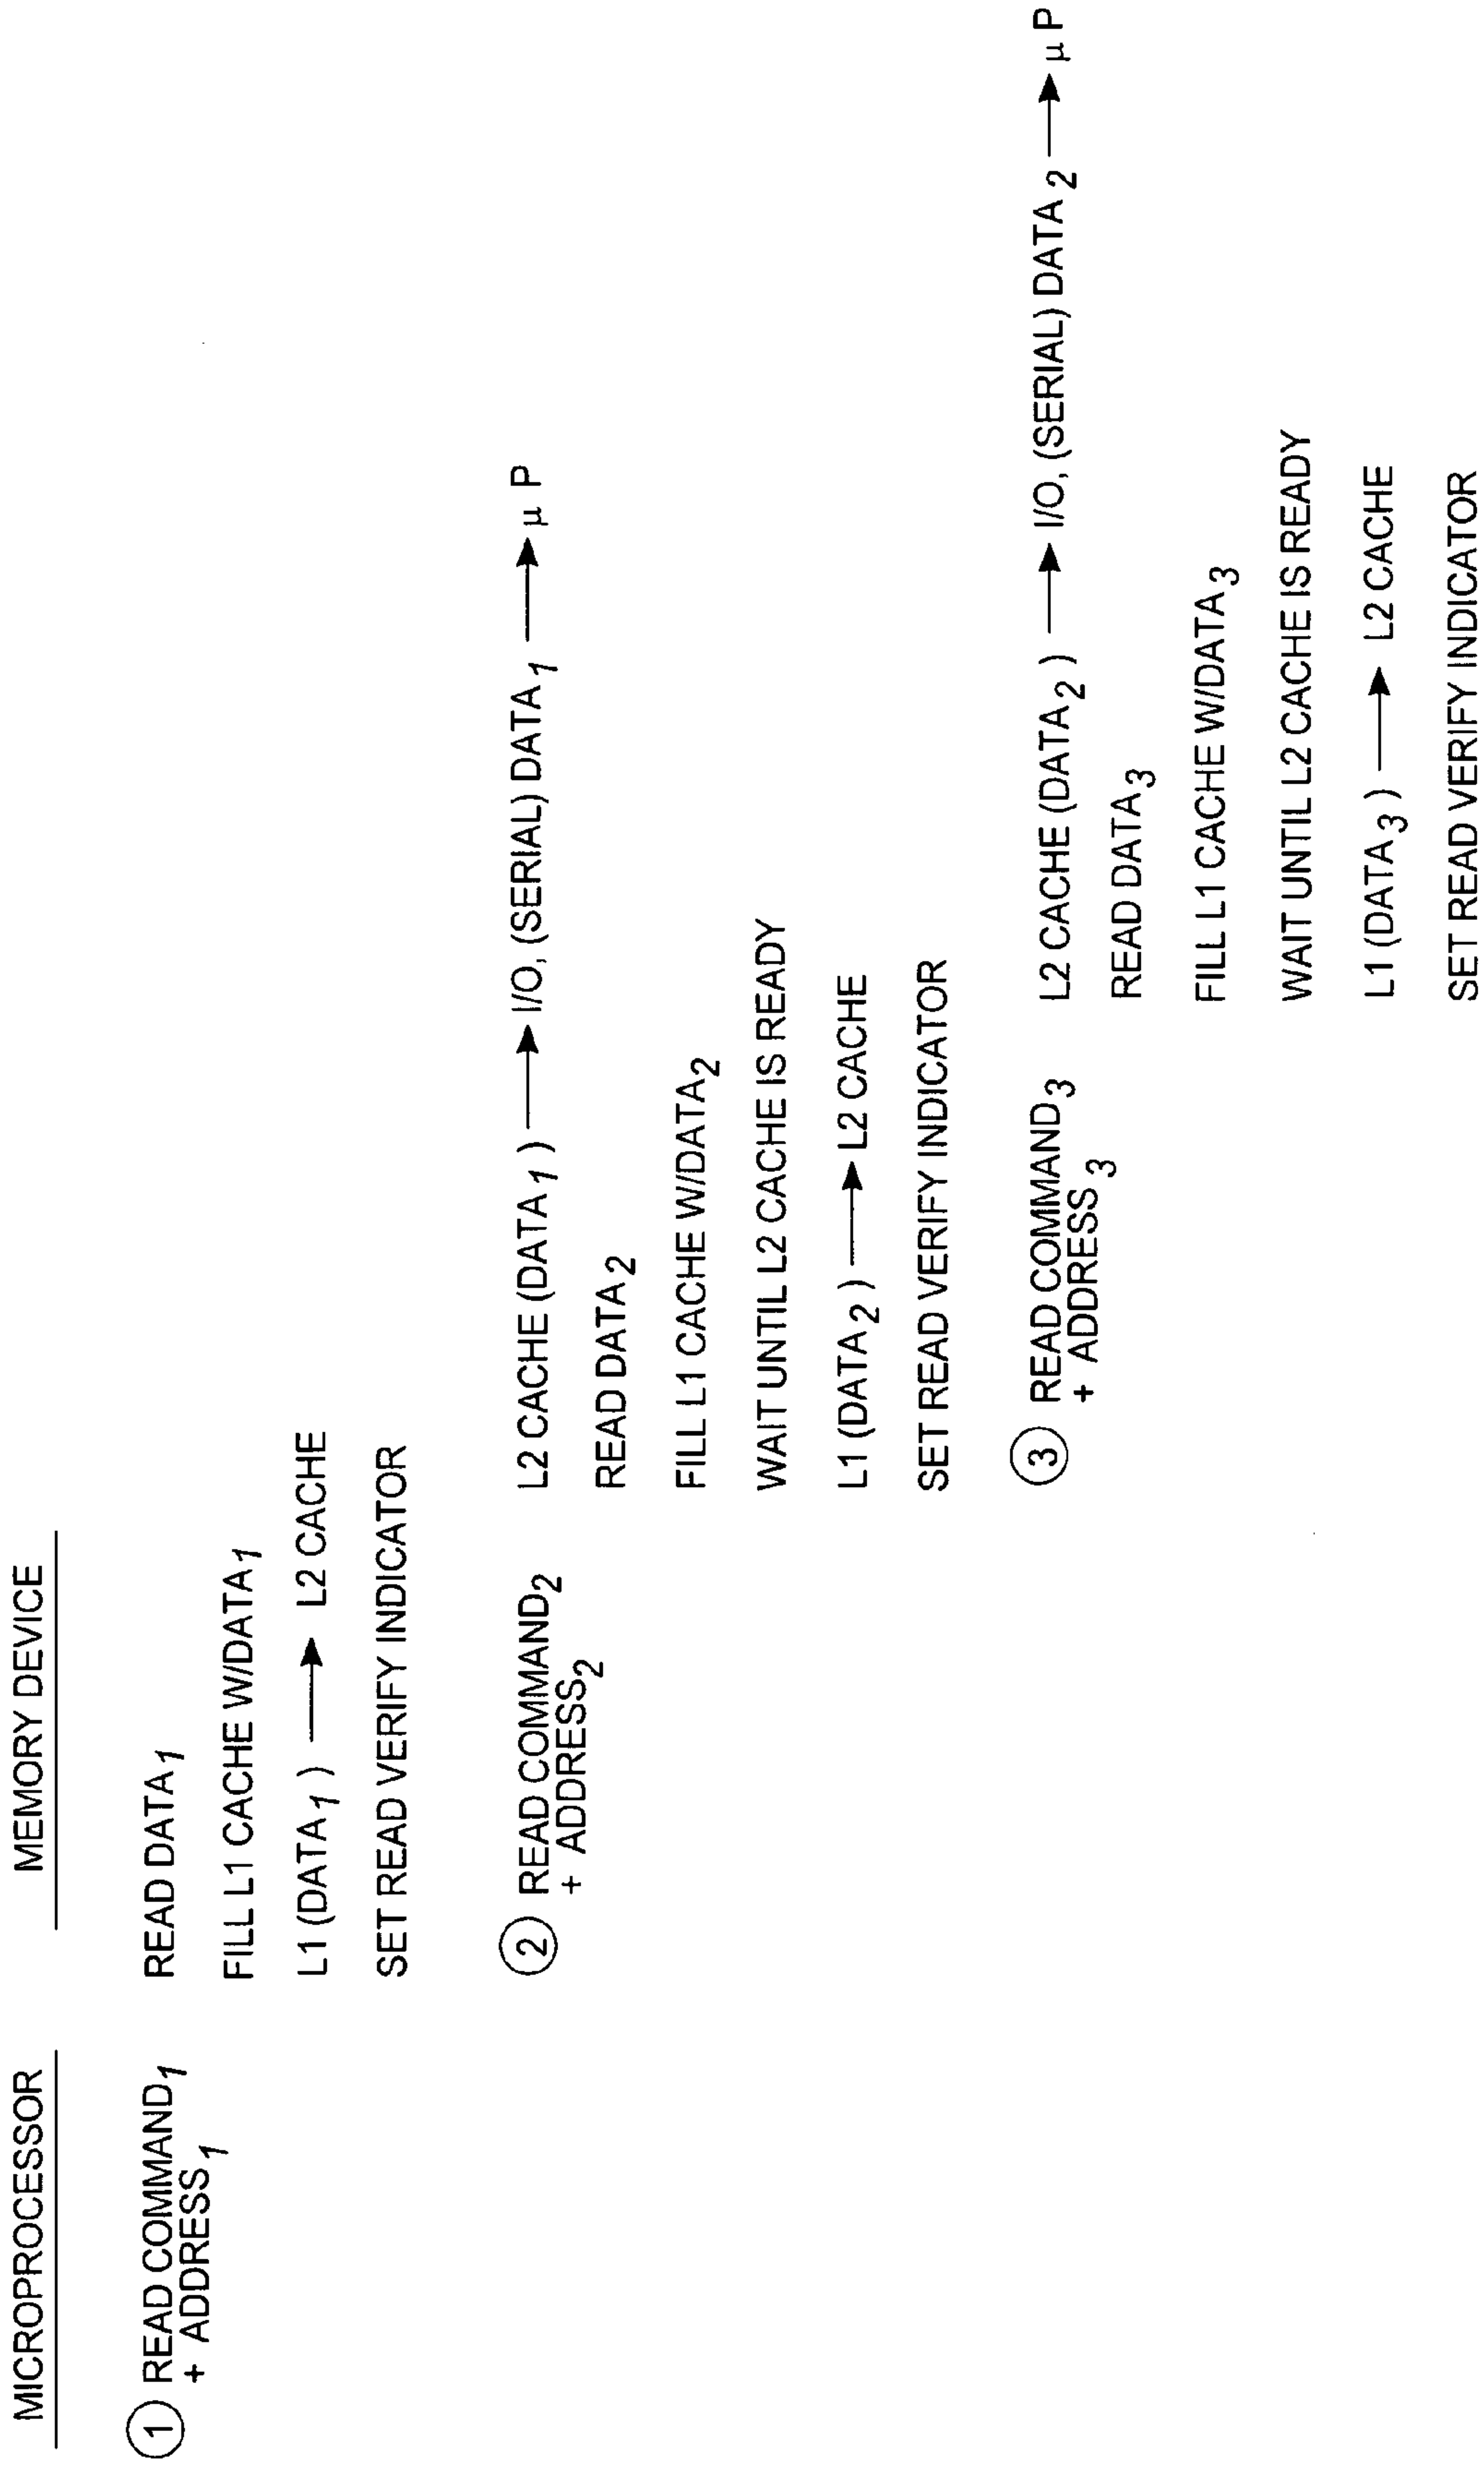 MICROPROCESSOR
MEMORY DEVICE
① READ COMMAND₁
+ ADDRESS₁
READ DATA₁
FILL L1 CACHE W/DATA₁
L1 (DATA₁) → L2 CACHE
SET READ VERIFY INDICATOR
② READ COMMAND₂
+ ADDRESS₂
L2 CACHE (DATA₁) → I/O, (SERIAL) DATA₁ → μ P
READ DATA₂
FILL L1 CACHE W/DATA₂
WAIT UNTIL L2 CACHE IS READY
L1 (DATA₂) → L2 CACHE
SET READ VERIFY INDICATOR
③ READ COMMAND₃
+ ADDRESS₃
L2 CACHE (DATA₂) → I/O, (SERIAL) DATA₂ → μ P
READ DATA₃
FILL L1 CACHE W/DATA₃
WAIT UNTIL L2 CACHE IS READY
L1 (DATA₃) → L2 CACHE
SET READ VERIFY INDICATOR